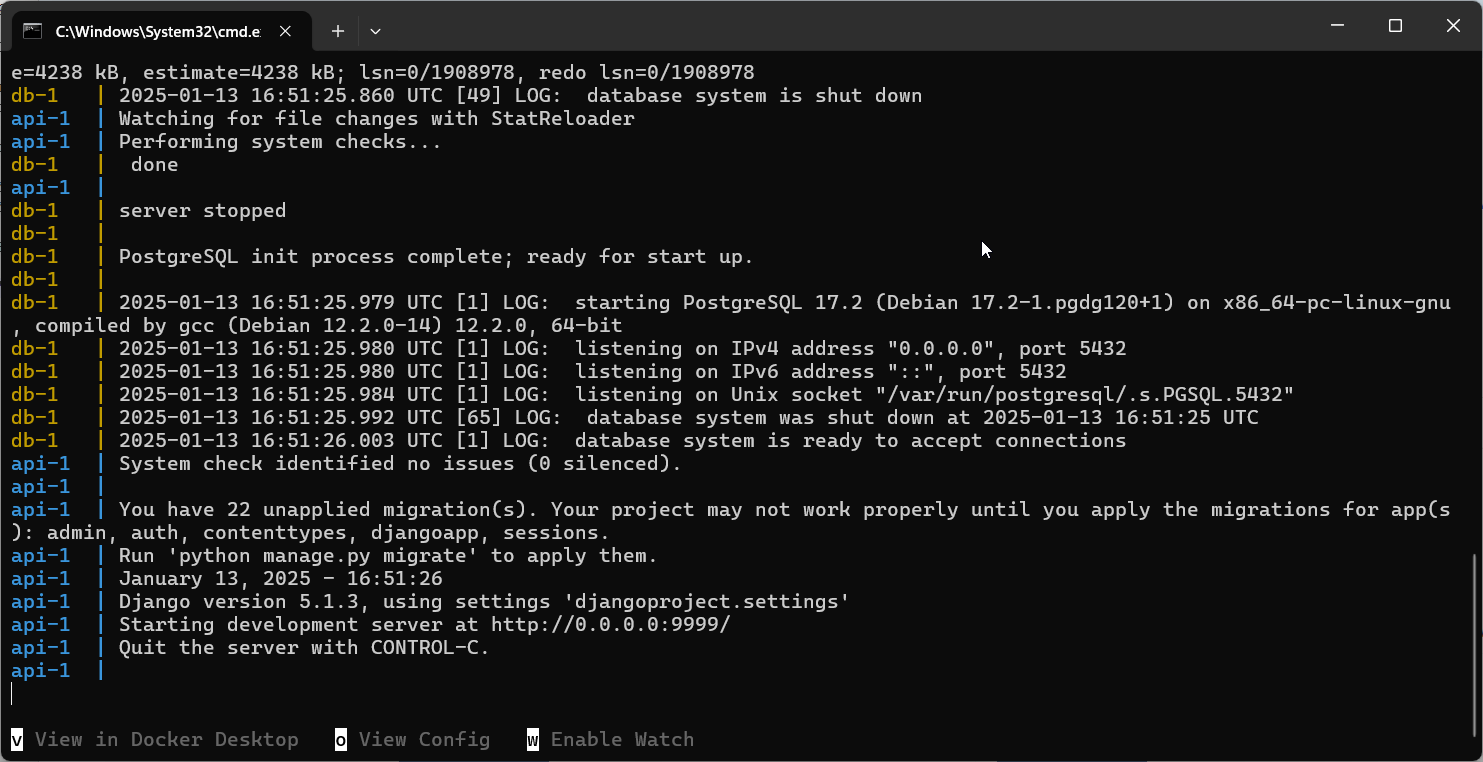 C:\Windows\System32\cmd.e
e=4238 kB, estimate=4238 kB; lsn=0/1908978, redo lsn=0/1908978
db-1   | 2025-01-13 16:51:25.860 UTC [49] LOG:  database system is shut down
api-1  | Watching for file changes with StatReloader
api-1  | Performing system checks...
db-1   |  done
api-1  |
db-1   | server stopped
db-1   |
db-1   | PostgreSQL init process complete; ready for start up.
db-1   |
db-1   | 2025-01-13 16:51:25.979 UTC [1] LOG:  starting PostgreSQL 17.2 (Debian 17.2-1.pgdg120+1) on x86_64-pc-linux-gnu
, compiled by gcc (Debian 12.2.0-14) 12.2.0, 64-bit
db-1   | 2025-01-13 16:51:25.980 UTC [1] LOG:  listening on IPv4 address "0.0.0.0", port 5432
db-1   | 2025-01-13 16:51:25.980 UTC [1] LOG:  listening on IPv6 address "::", port 5432
db-1   | 2025-01-13 16:51:25.984 UTC [1] LOG:  listening on Unix socket "/var/run/postgresql/.s.PGSQL.5432"
db-1   | 2025-01-13 16:51:25.992 UTC [65] LOG:  database system was shut down at 2025-01-13 16:51:25 UTC
db-1   | 2025-01-13 16:51:26.003 UTC [1] LOG:  database system is ready to accept connections
api-1  | System check identified no issues (0 silenced).
api-1  |
api-1  | You have 22 unapplied migration(s). Your project may not work properly until you apply the migrations for app(s
): admin, auth, contenttypes, djangoapp, sessions.
api-1  | Run 'python manage.py migrate' to apply them.
api-1  | January 13, 2025 - 16:51:26
api-1  | Django version 5.1.3, using settings 'djangoproject.settings'
api-1  | Starting development server at http://0.0.0.0:9999/
api-1  | Quit the server with CONTROL-C.
api-1  |
v View in Docker Desktop   o View Config   w Enable Watch